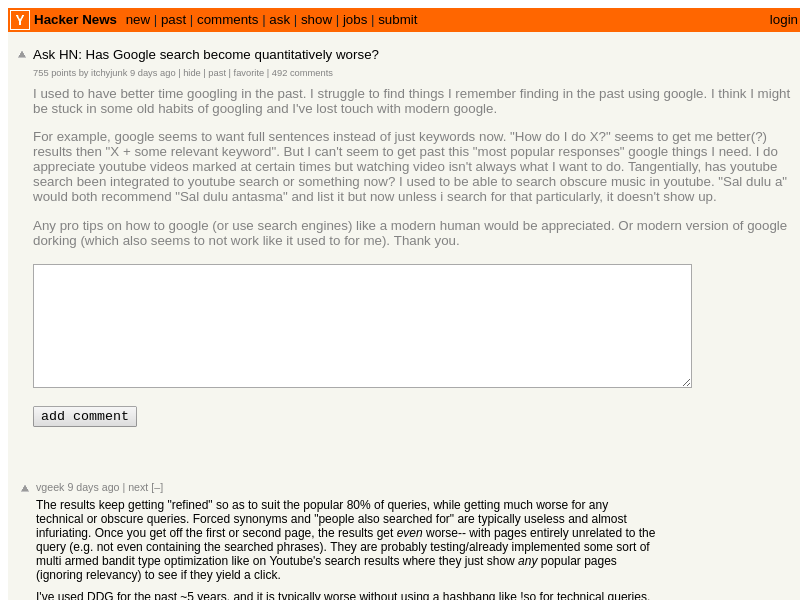 Y Hacker News new | past | comments | ask | show | jobs | submit login
Ask HN: Has Google search become quantitatively worse?
755 points by itchyjunk 9 days ago | hide | past | favorite | 492 comments
I used to have better time googling in the past. I struggle to find things I remember finding in the past using google. I think I might
be stuck in some old habits of googling and I've lost touch with modern google.
For example, google seems to want full sentences instead of just keywords now. "How do I do X?" seems to get me better(?)
results then "X + some relevant keyword". But I can't seem to get past this "most popular responses" google things I need. I do
appreciate youtube videos marked at certain times but watching video isn't always what I want to do. Tangentially, has youtube
search been integrated to youtube search or something now? I used to be able to search obscure music in youtube. "Sal dulu a"
would both recommend "Sal dulu antasma" and list it but now unless i search for that particularly, it doesn't show up.
Any pro tips on how to google (or use search engines) like a modern human would be appreciated. Or modern version of google
dorking (which also seems to not work like it used to for me). Thank you.
add comment
vgeek 9 days ago | next [–]
The results keep getting "refined" so as to suit the popular 80% of queries, while getting much worse for any
technical or obscure queries. Forced synonyms and "people also searched for" are typically useless and almost
infuriating. Once you get off the first or second page, the results get even worse-- with pages entirely unrelated to the
query (e.g. not even containing the searched phrases). They are probably testing/already implemented some sort of
multi armed bandit type optimization like on Youtube's search results where they just show any popular pages
(ignoring relevancy) to see if they yield a click.
I've used DDG for the past ~5 years, and it is typically worse without using a hashbang like !so for technical queries.